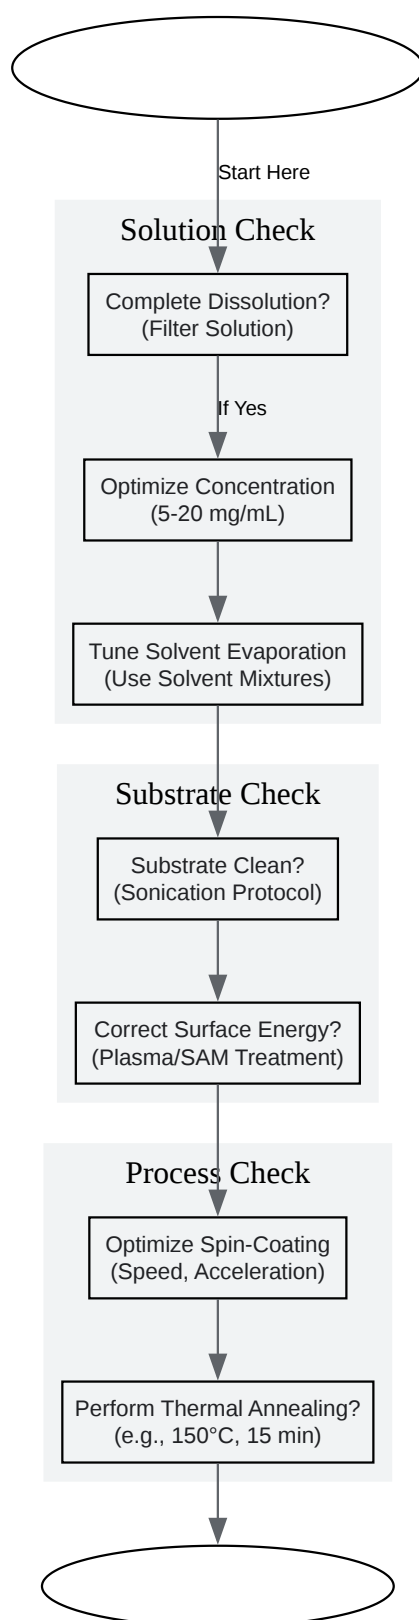 Start Here
Solution Check
Complete Dissolution?
(Filter Solution)
If Yes
Optimize Concentration
(5-20 mg/mL)
Tune Solvent Evaporation
(Use Solvent Mixtures)
Substrate Check
Substrate Clean?
(Sonication Protocol)
Correct Surface Energy?
(Plasma/SAM Treatment)
Process Check
Optimize Spin-Coating
(Speed, Acceleration)
Perform Thermal Annealing?
(e.g., 150°C, 15 min)